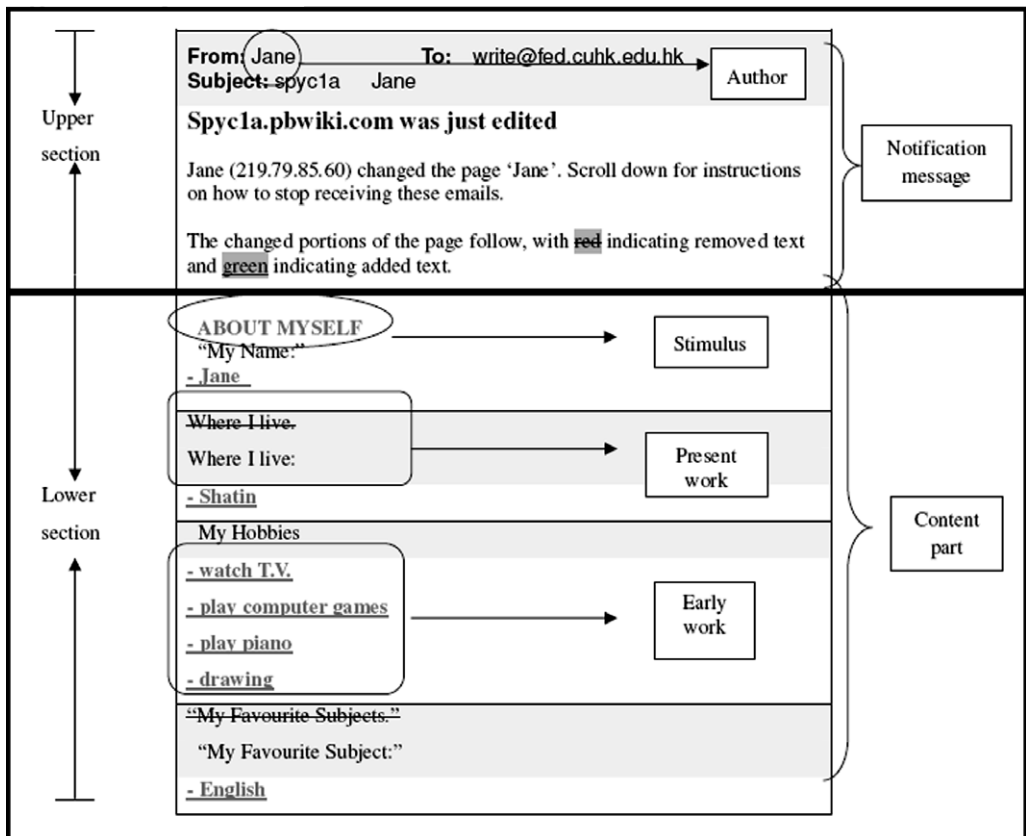 From: Jane To: write@fed.cuhk.edu.hk
Subject: spyc1a Jane
Author
Spyc1a.pbwiki.com was just edited
Upper
section
Notification
message
Jane (219.79.85.60) changed the page ‘Jane’. Scroll down for instructions
on how to stop receiving these emails.
The changed portions of the page follow, with red indicating removed text
and green indicating added text.
ABOUT MYSELF
“My Name:”
- Jane
Stimulus
Where I live.
Where I live:
- Shatin
Present
work
Lower
section
Content
part
My Hobbies
- watch T.V.
- play computer games
- play piano
- drawing
Early
work
“My Favourite Subjects.”
“My Favourite Subject:”
- English